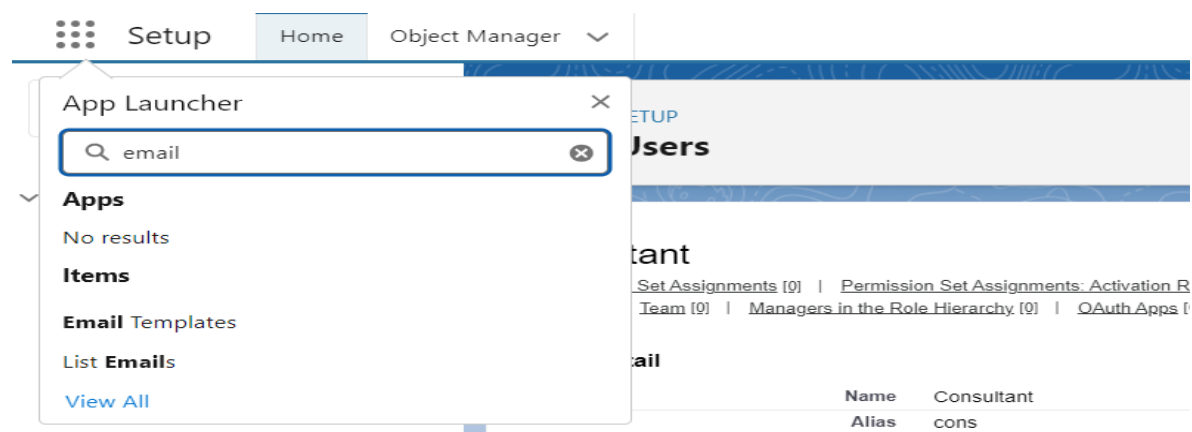 Setup Home Object Manager
App Launcher
ETUP
email
Users
Apps
No results
Items
tant
Set Assignments [0] | Permission Set Assignments: Activation R
Email Templates
Team [0] | Managers in the Role Hierarchy [0] | OAuth Apps [
List Emails
tail
View All
Name Consultant
Alias cons